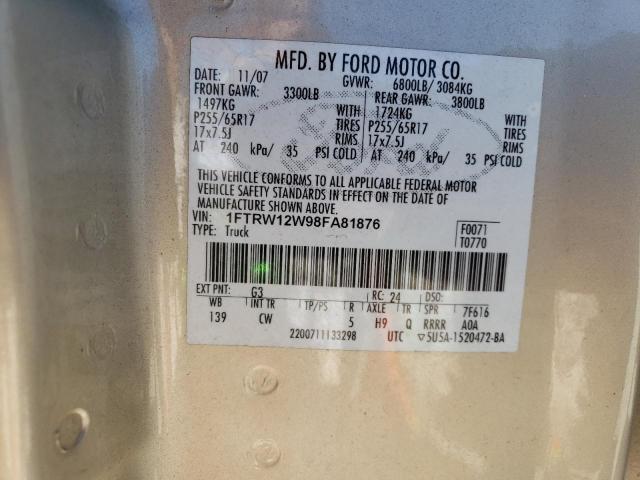 MFD. BY FORD MOTOR CO.
DATE: 11/07 GVWR: 6800LB/ 3084KG
FRONT GAWR: 3300LB REAR GAWR: 3800LB
1497KG WITH 1724KG WITH
P255/65R17 TIRES P255/65R17 TIRES
17x7.5J RIMS 17x7.5J RIMS
AT 240 kPa/ 35 PSI COLD AT 240 kPa/ 35 PSI COLD
THIS VEHICLE CONFORMS TO ALL APPLICABLE FEDERAL MOTOR
VEHICLE SAFETY STANDARDS IN EFFECT ON THE DATE OF
MANUFACTURE SHOWN ABOVE.
VIN: 1FTRW12W98FA81876 F0071
TYPE: Truck T0770
EXT PNT: G3 RC: 24 DSO:
WB INT TR TP/PS R AXLE TR SPR 7F616
139 CW 5 H9 Q RRRR A0A
2200711133298 UTC ▽5U5A-1520472-BA
Ford